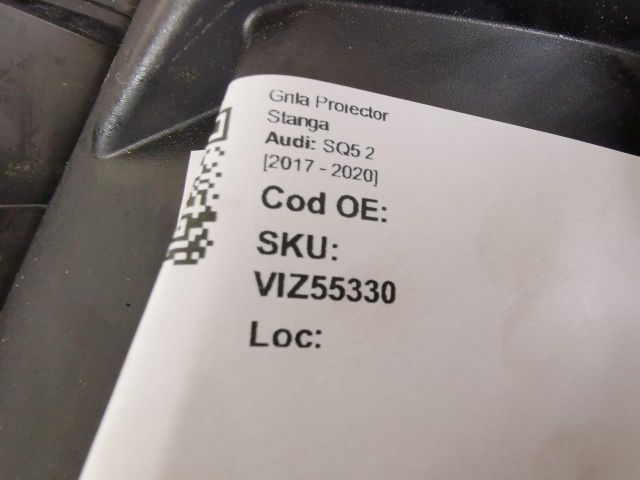 Grila Proiector
Stanga
Audi: SQ5 2
[2017 - 2020]
Cod OE:
SKU:
VIZ55330
Loc: